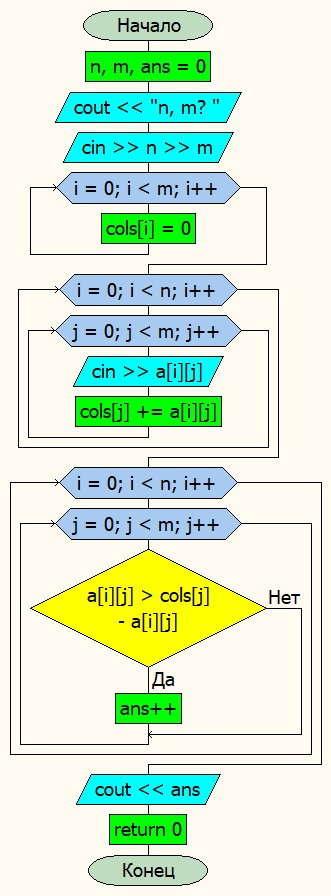 Начало
n, m, ans = 0
cout << "n, m? "
cin >> n >> m
i = 0; i < m; i++
cols[i] = 0
i = 0; i < n; i++
j = 0; j < m; j++
cin >> a[i][j]
cols[j] += a[i][j]
i = 0; i < n; i++
j = 0; j < m; j++
a[i][j] > cols[j]
- a[i][j]
Нет
Да
ans++
cout << ans
return 0
Конец